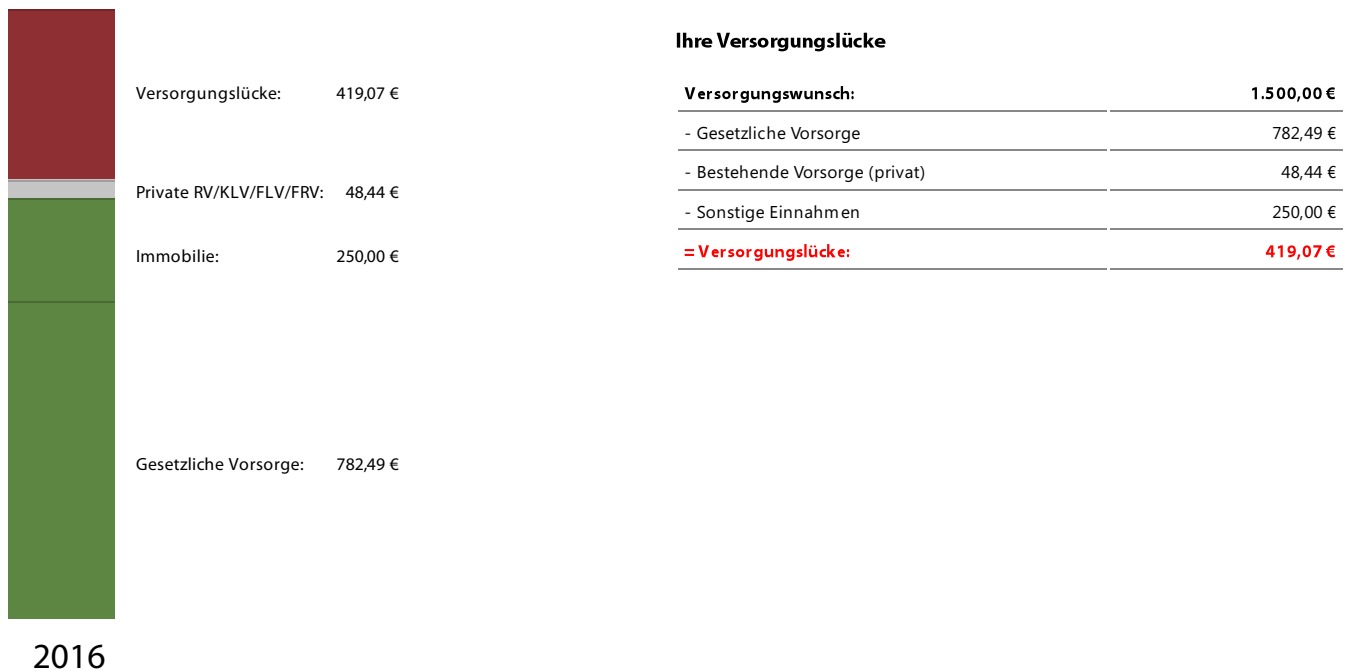 Versorgungslücke: 419,07 €
Private RV/KLV/FLV/FRV: 48,44 €
Immobilie: 250,00 €
Gesetzliche Vorsorge: 782,49 €
2016
Ihre Versorgungslücke
Versorgungswunsch: 1.500,00 €
- Gesetzliche Vorsorge 782,49 €
- Bestehende Vorsorge (privat) 48,44 €
- Sonstige Einnahmen 250,00 €
= Versorgungslücke: 419,07 €